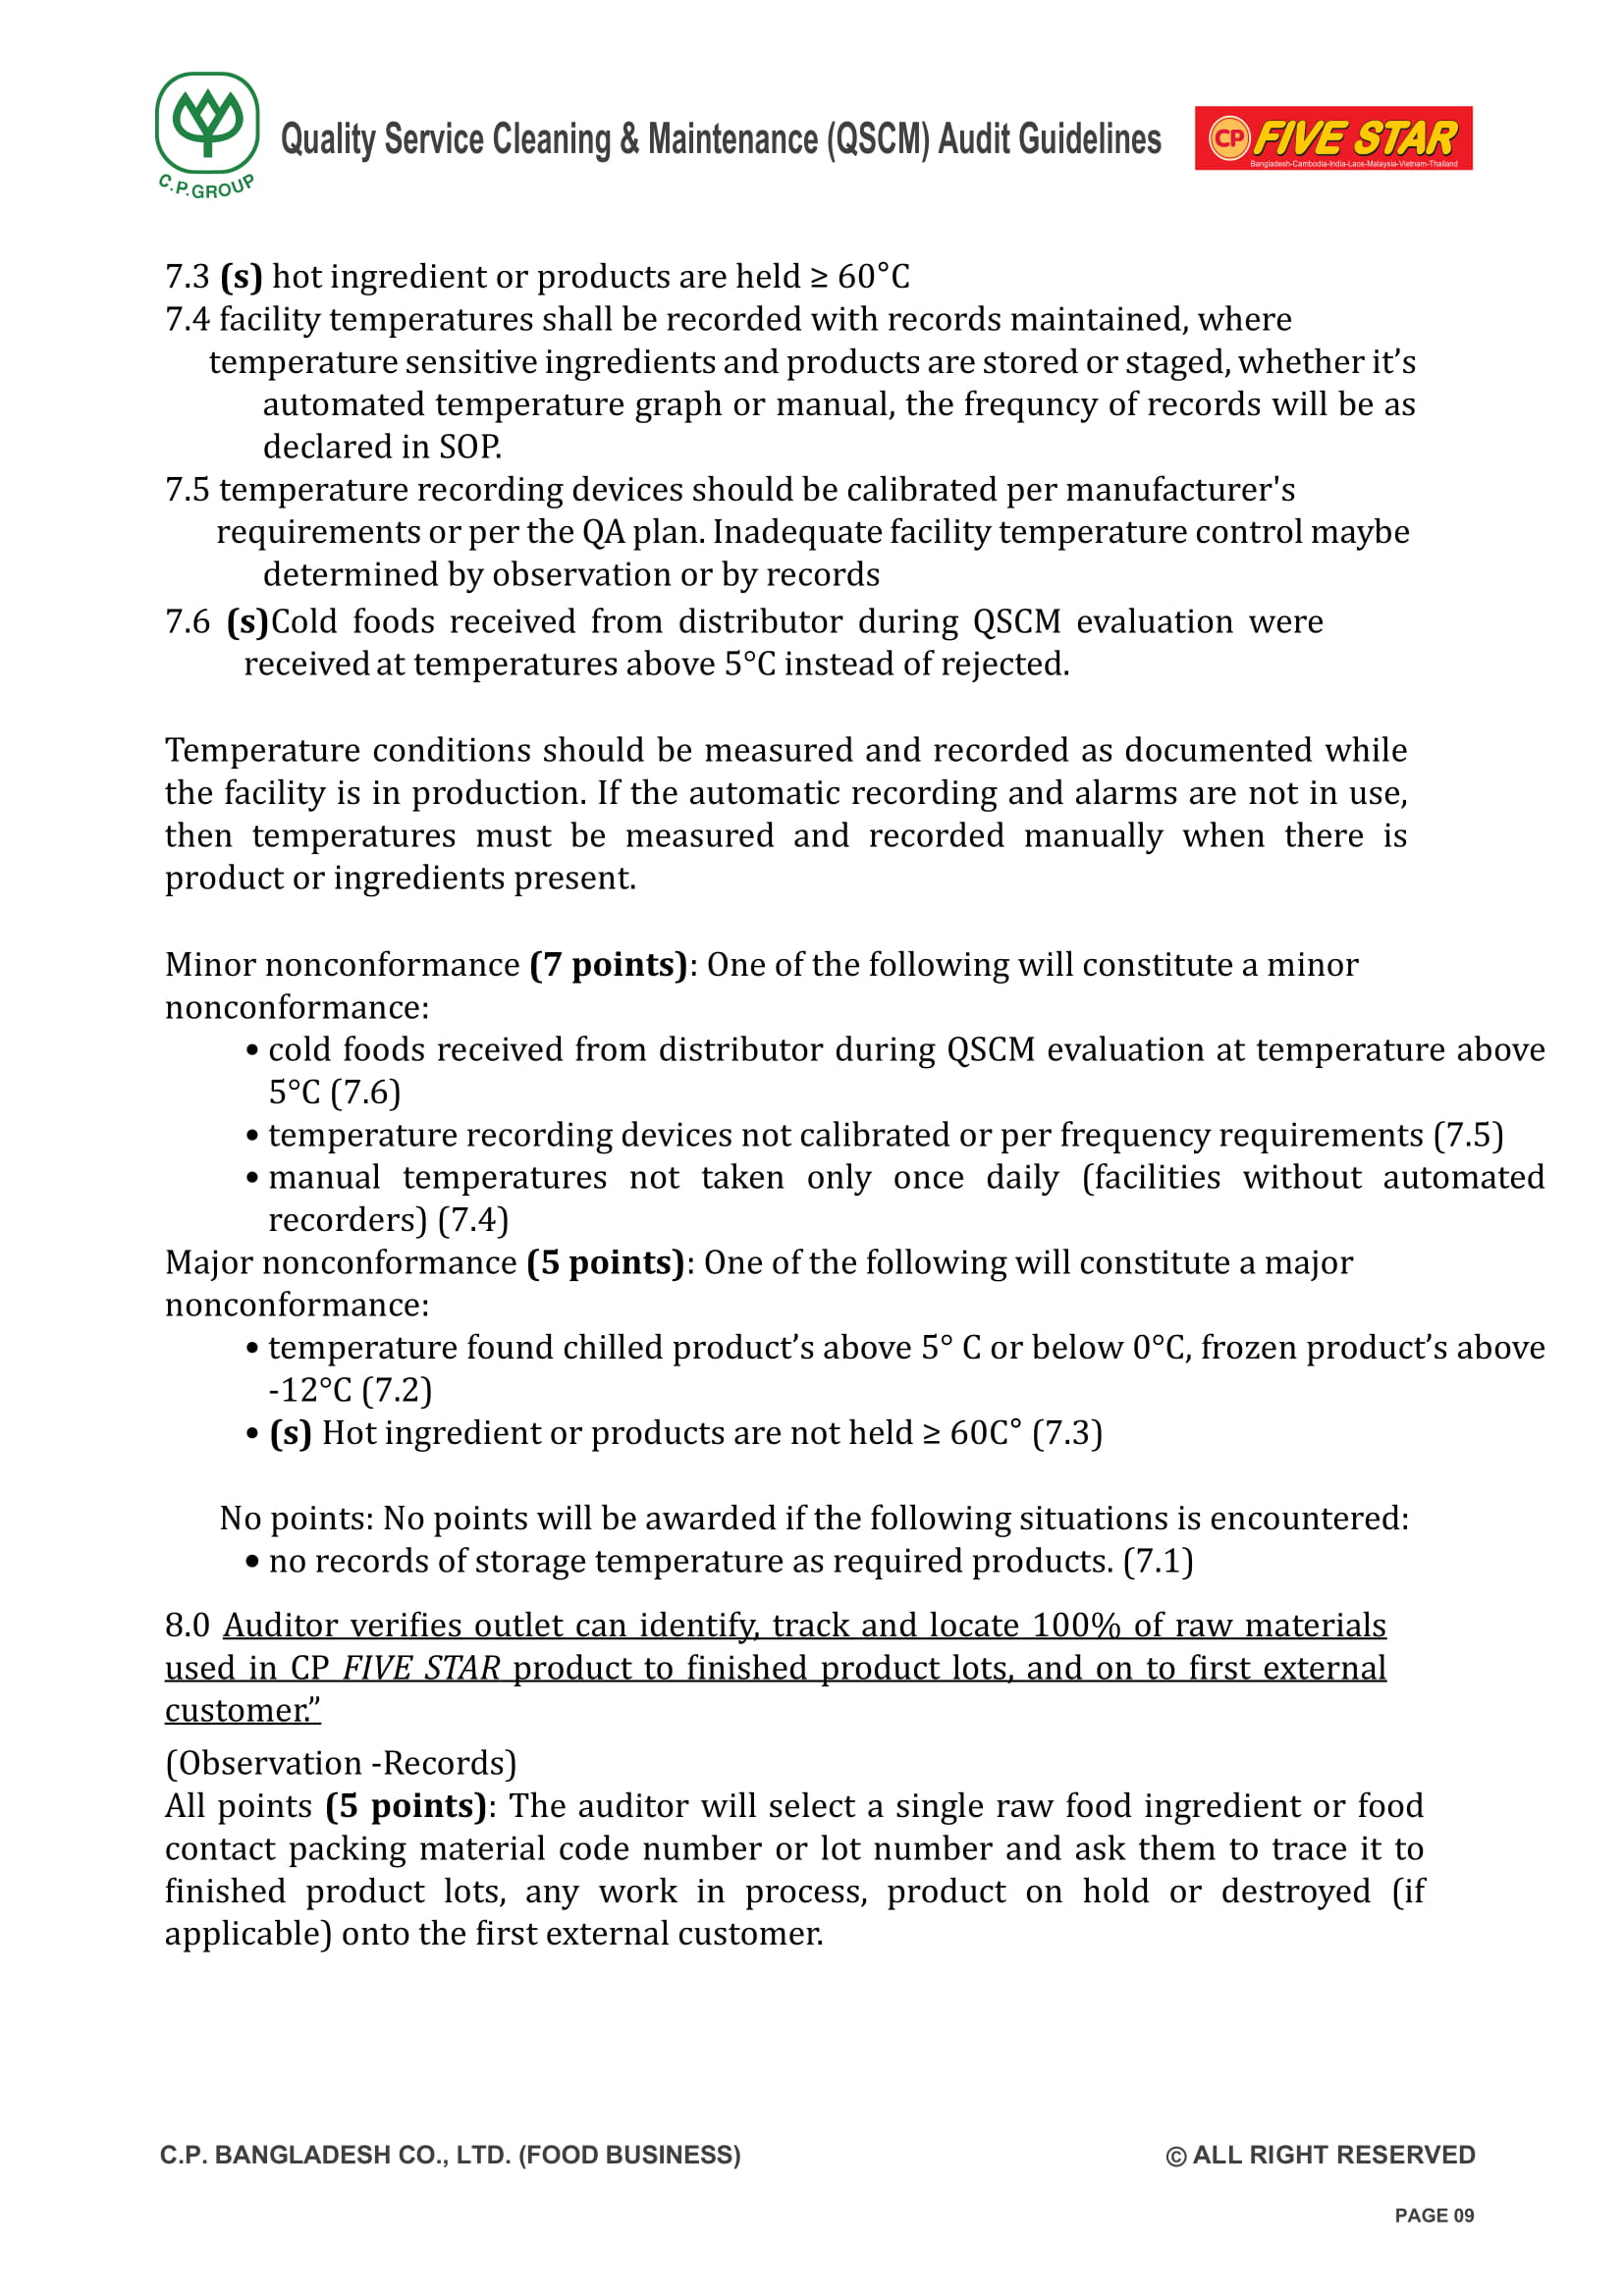 C.P.GROUP
Quality Service Cleaning & Maintenance (QSCM) Audit Guidelines
CP FIVE STAR
Bangladesh-Cambodia-India-Laos-Malaysia-Vietnam-Thailand
7.3 (s) hot ingredient or products are held ≥ 60°C
7.4 facility temperatures shall be recorded with records maintained, where
temperature sensitive ingredients and products are stored or staged, whether it’s
automated temperature graph or manual, the frequncy of records will be as
declared in SOP.
7.5 temperature recording devices should be calibrated per manufacturer's
requirements or per the QA plan. Inadequate facility temperature control maybe
determined by observation or by records
7.6 (s)Cold foods received from distributor during QSCM evaluation were
received at temperatures above 5°C instead of rejected.
Temperature conditions should be measured and recorded as documented while
the facility is in production. If the automatic recording and alarms are not in use,
then temperatures must be measured and recorded manually when there is
product or ingredients present.
Minor nonconformance (7 points): One of the following will constitute a minor
nonconformance:
• cold foods received from distributor during QSCM evaluation at temperature above
5°C (7.6)
• temperature recording devices not calibrated or per frequency requirements (7.5)
• manual temperatures not taken only once daily (facilities without automated
recorders) (7.4)
Major nonconformance (5 points): One of the following will constitute a major
nonconformance:
• temperature found chilled product’s above 5° C or below 0°C, frozen product’s above
-12°C (7.2)
• (s) Hot ingredient or products are not held ≥ 60C° (7.3)
No points: No points will be awarded if the following situations is encountered:
• no records of storage temperature as required products. (7.1)
8.0 Auditor verifies outlet can identify, track and locate 100% of raw materials
used in CP FIVE STAR product to finished product lots, and on to first external
customer.”
(Observation -Records)
All points (5 points): The auditor will select a single raw food ingredient or food
contact packing material code number or lot number and ask them to trace it to
finished product lots, any work in process, product on hold or destroyed (if
applicable) onto the first external customer.
C.P. BANGLADESH CO., LTD. (FOOD BUSINESS)
© ALL RIGHT RESERVED
PAGE 09